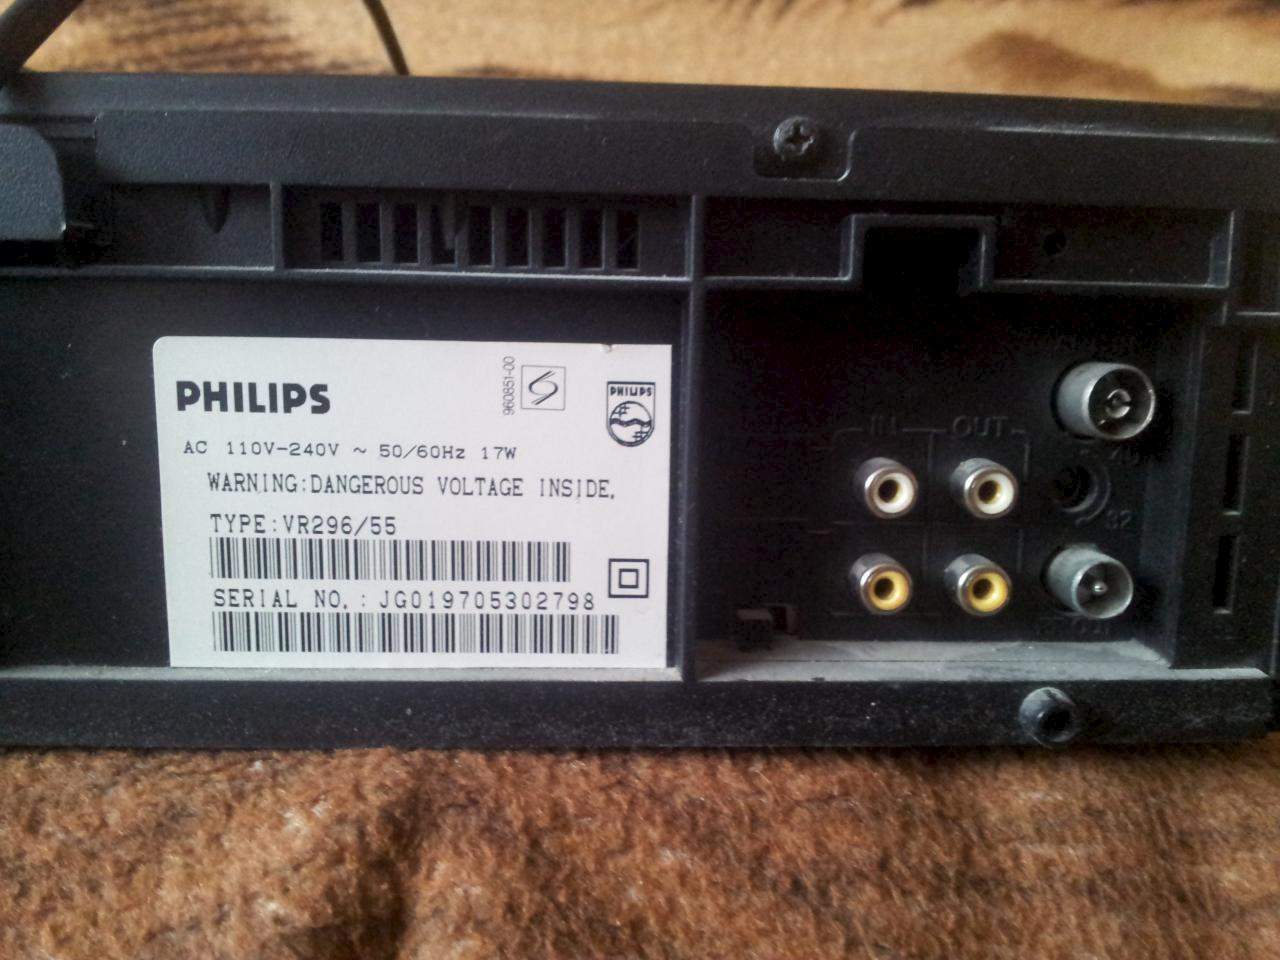 PHILIPS
960851-00
PHILIPS
AC 110V-240V ~ 50/60Hz 17W
WARNING:DANGEROUS VOLTAGE INSIDE.
TYPE:VR296/55
SERIAL NO.: JG019705302798
IN
OUT